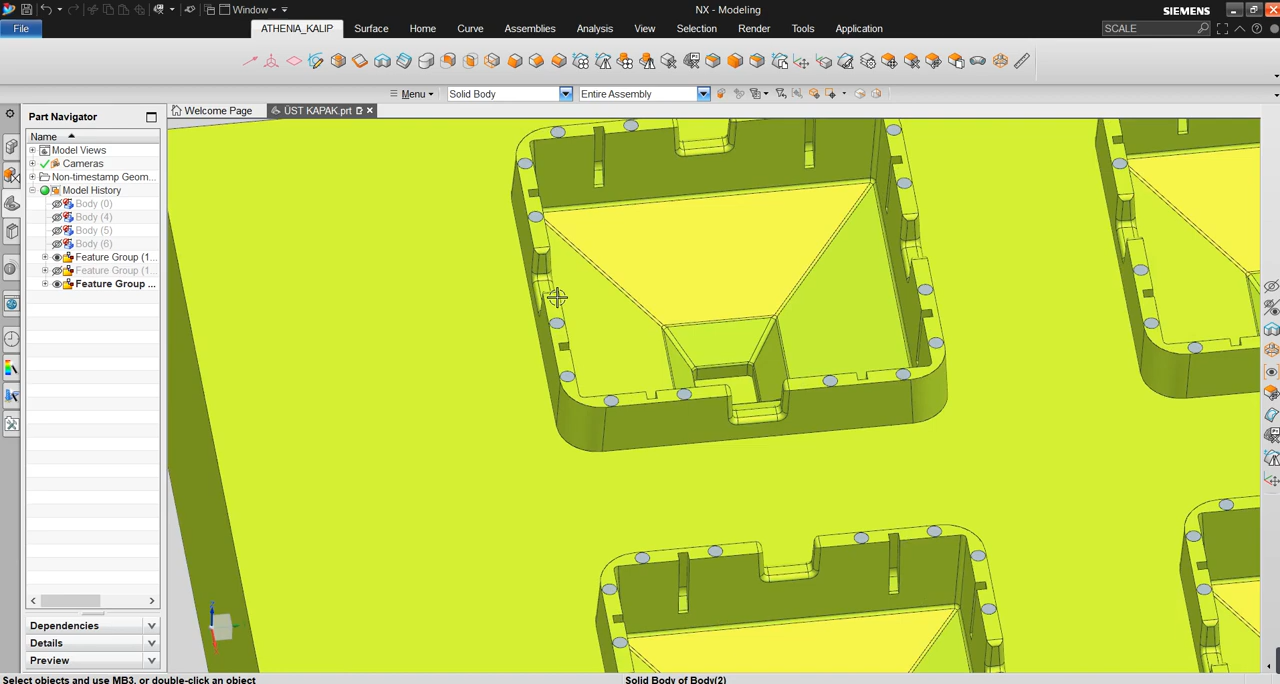 Window
NX - Modeling
SIEMENS
File
ATHENIA_KALIP
Surface
Home
Curve
Assemblies
Analysis
View
Selection
Render
Tools
Application
SCALE
Menu
Solid Body
Entire Assembly
Part Navigator
Welcome Page
ÜST KAPAK.prt
Name
Model Views
Cameras
Non-timestamp Geom...
Model History
Body (0)
Body (4)
Body (5)
Body (6)
Feature Group (1...
Feature Group (1...
Feature Group ...
Dependencies
Details
Preview
Select objects and use MB3, or double-click an object
Solid Body of Body(2)